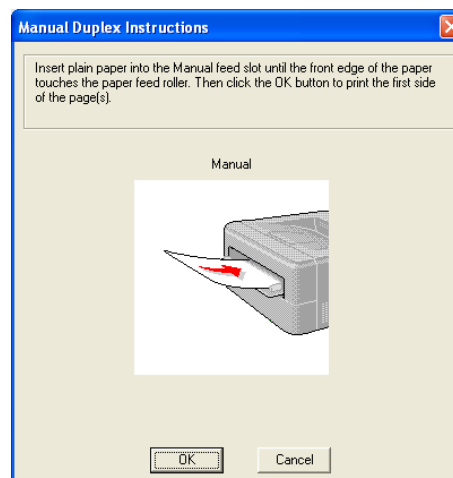 Manual Duplex Instructions
Insert plain paper into the Manual feed slot until the front edge of the paper
touches the paper feed roller. Then click the OK button to print the first side
of the page(s).
Manual
OK
Cancel